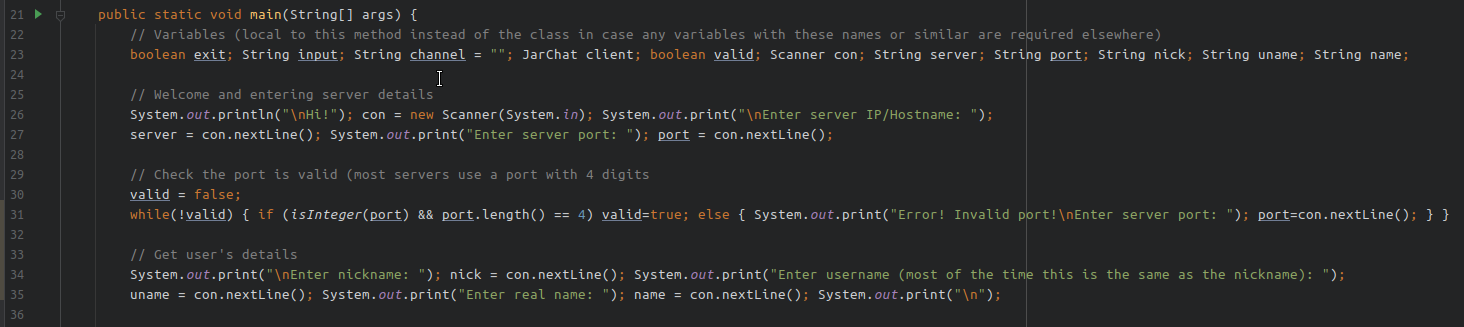 21 public static void main(String[] args) {
22 // Variables (local to this method instead of the class in case any variables with these names or similar are required elsewhere)
23 boolean exit; String input; String channel = ""; JarChat client; boolean valid; Scanner con; String server; String port; String nick; String uname; String name;
24
25 // Welcome and entering server details
26 System.out.println("\nHi!"); con = new Scanner(System.in); System.out.print("\nEnter server IP/Hostname: ");
27 server = con.nextLine(); System.out.print("Enter server port: "); port = con.nextLine();
28
29 // Check the port is valid (most servers use a port with 4 digits
30 valid = false;
31 while(!valid) { if (isInteger(port) && port.length() == 4) valid=true; else { System.out.print("Error! Invalid port!\nEnter server port: "); port=con.nextLine(); } }
32
33 // Get user's details
34 System.out.print("\nEnter nickname: "); nick = con.nextLine(); System.out.print("Enter username (most of the time this is the same as the nickname): ");
35 uname = con.nextLine(); System.out.print("Enter real name: "); name = con.nextLine(); System.out.print("\n");
36